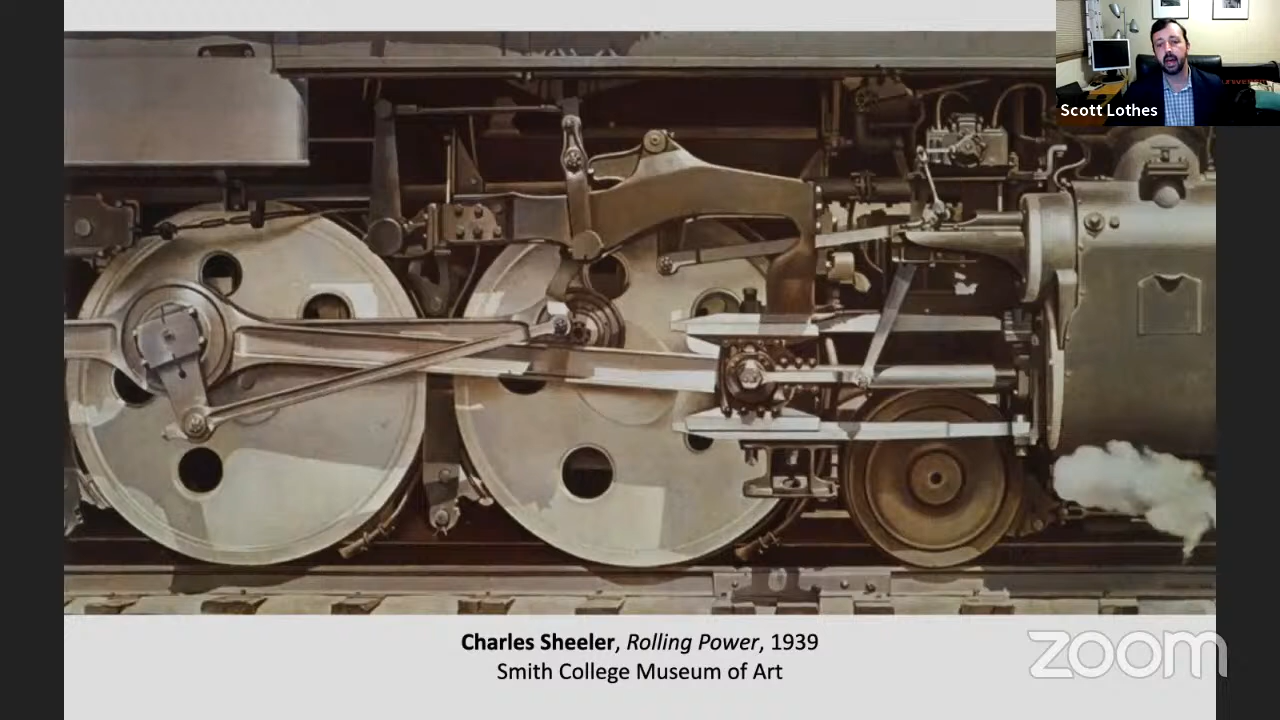 Scott Lothes
Charles Sheeler, Rolling Power, 1939
Smith College Museum of Art
zoom